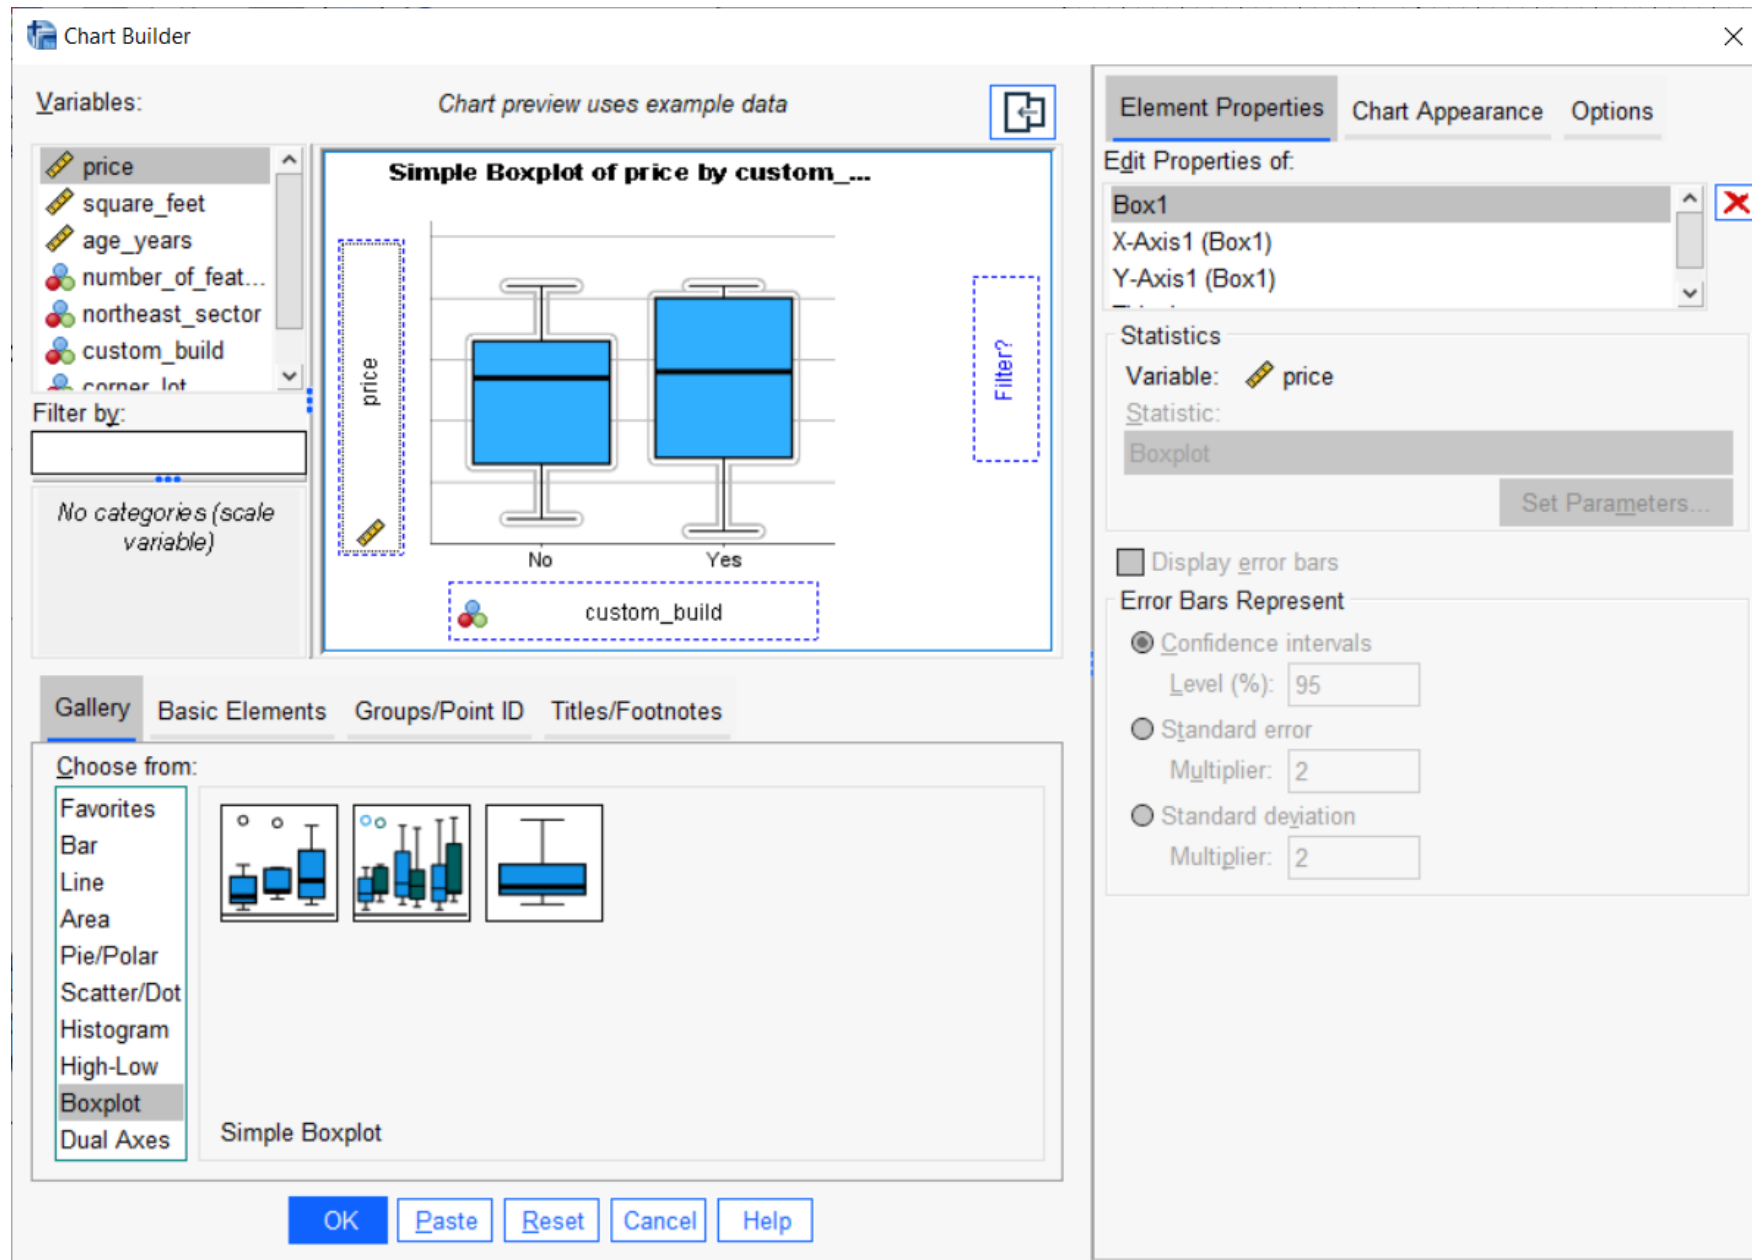 Chart Builder
Variables:
Chart preview uses example data
price
square_feet
age_years
number_of_feat...
northeast_sector
custom_build
corner_lot
Filter by:
No categories (scale
variable)
Simple Boxplot of price by custom_...
price
Filter?
No
Yes
custom_build
Gallery
Basic Elements
Groups/Point ID
Titles/Footnotes
Choose from:
Favorites
Bar
Line
Area
Pie/Polar
Scatter/Dot
Histogram
High-Low
Boxplot
Dual Axes
Simple Boxplot
OK
Paste
Reset
Cancel
Help
Element Properties
Chart Appearance
Options
Edit Properties of:
Box1
X-Axis1 (Box1)
Y-Axis1 (Box1)
Statistics
Variable: price
Statistic:
Boxplot
Set Parameters...
Display error bars
Error Bars Represent
Confidence intervals
Level (%): 95
Standard error
Multiplier: 2
Standard deviation
Multiplier: 2